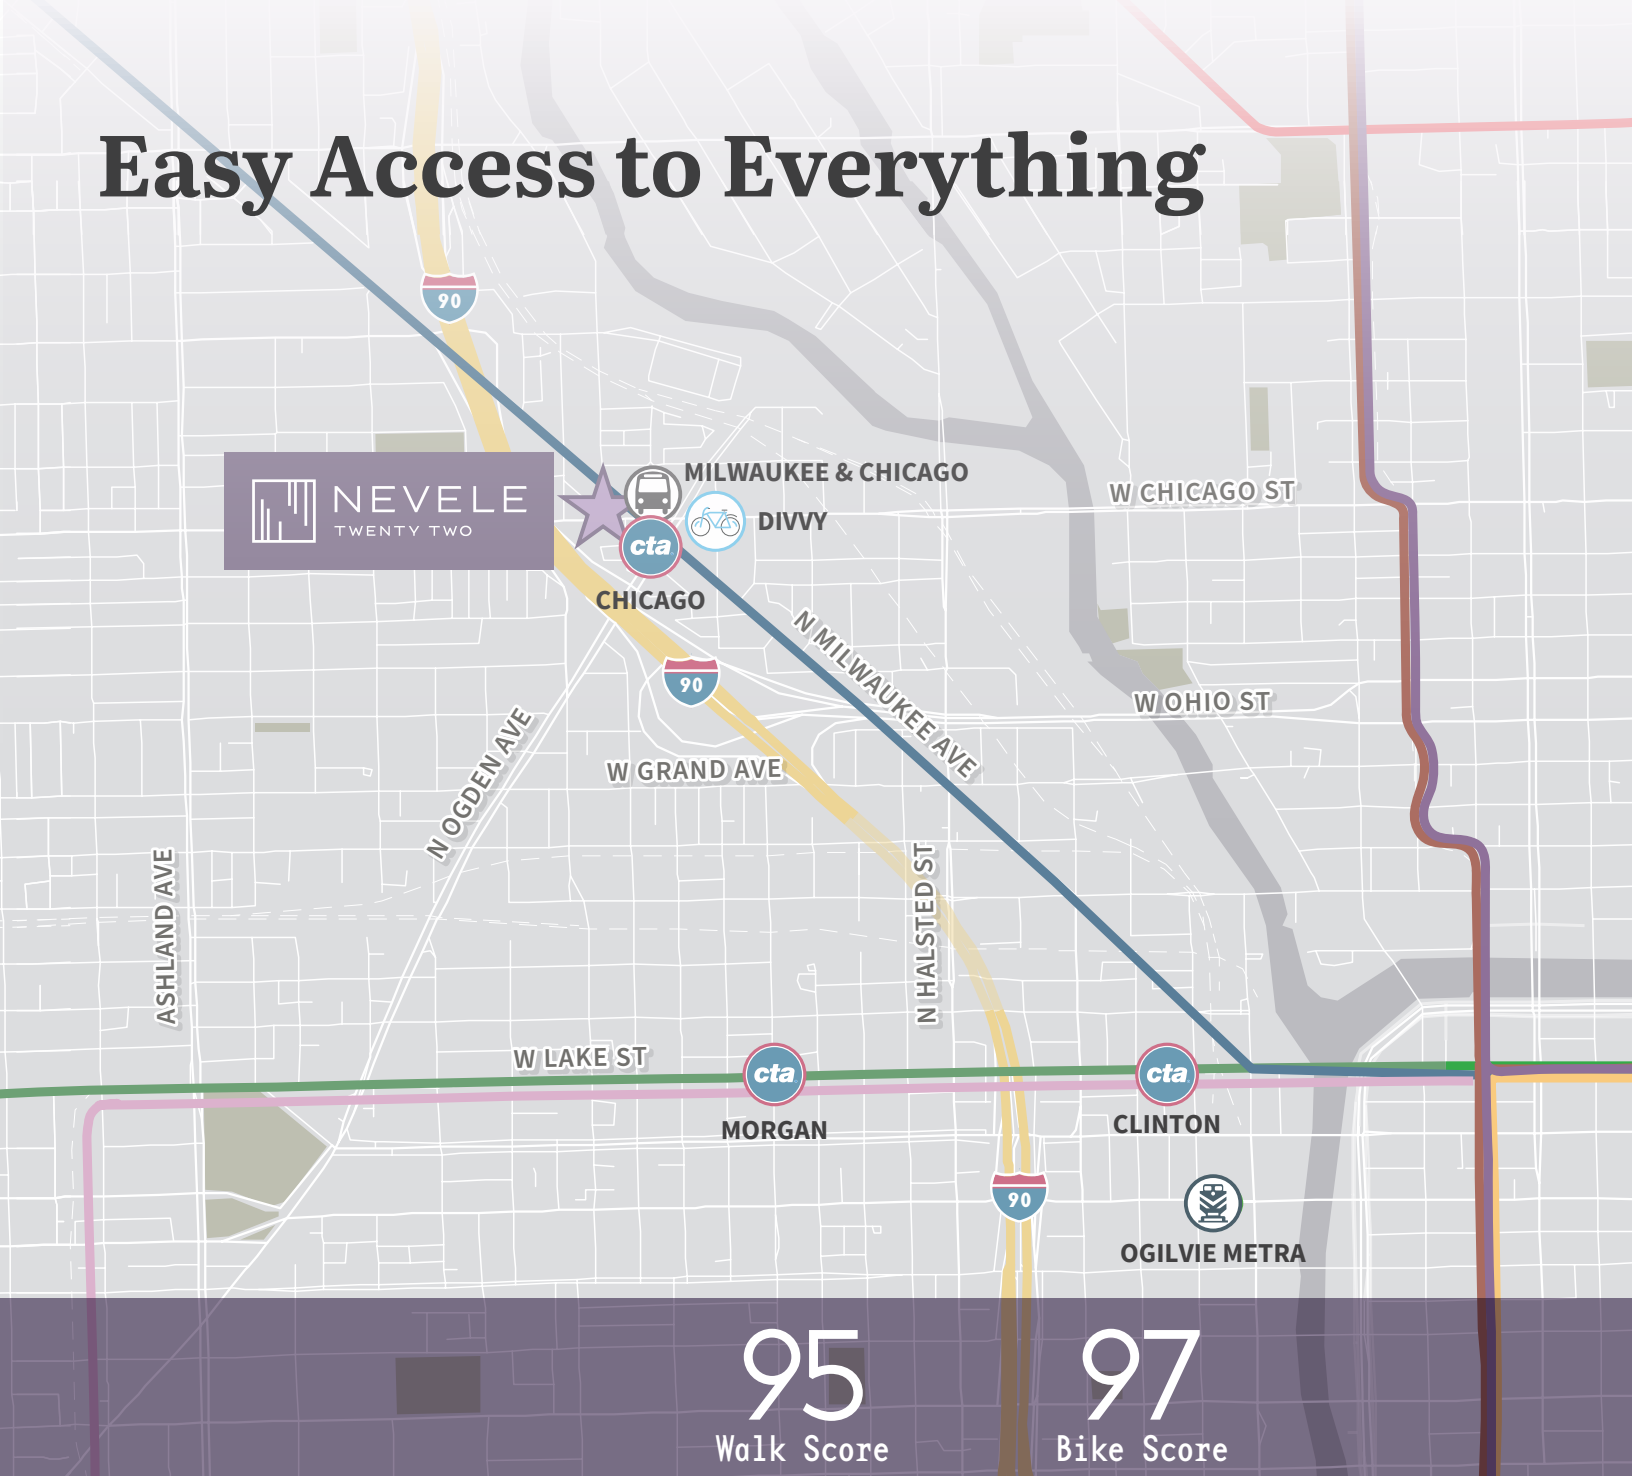 Easy Access to Everything
90
MILWAUKEE & CHICAGO
NEVELE
TWENTY TWO
W CHICAGO ST
DIVVY
cta
CHICAGO
N MILWAUKEE AVE
90
W OHIO ST
N OGDEN AVE
W GRAND AVE
ASHLAND AVE
N HALSTED ST
W LAKE ST
cta
cta
MORGAN
CLINTON
90
OGILVIE METRA
95
97
Walk Score
Bike Score